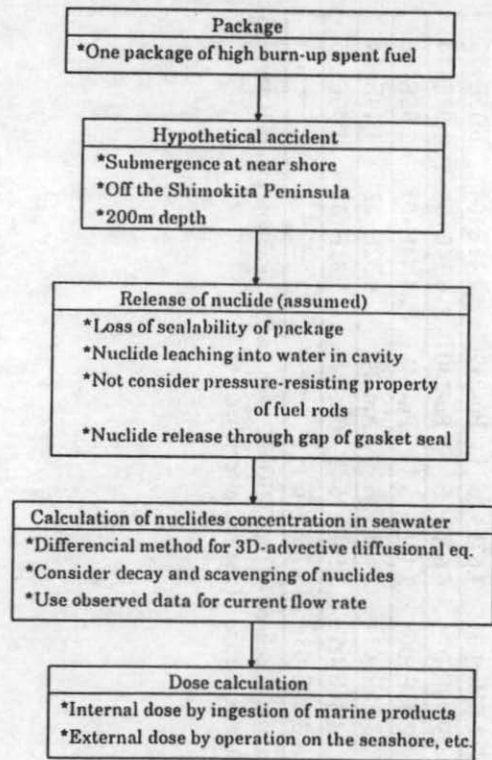 Package
*One package of high burn-up spent fuel
Hypothetical accident
*Submergence at near shore
*Off the Shimokita Peninsula
*200m depth
Release of nuclide (assumed)
*Loss of sealability of package
*Nuclide leaching into water in cavity
*Not consider pressure-resisting property
of fuel rods
*Nuclide release through gap of gasket seal
Calculation of nuclides concentration in seawater
*Differencial method for 3D-advective diffusional eq.
*Consider decay and scavenging of nuclides
*Use observed data for current flow rate
Dose calculation
*Internal dose by ingestion of marine products
*External dose by operation on the seashore, etc.